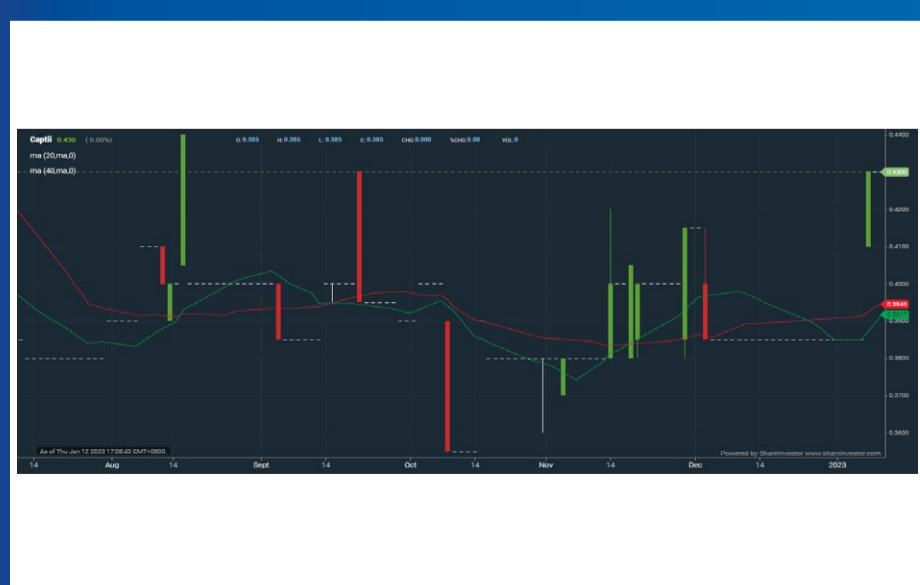 Captii 0.430 ( 0.00%) O:0.385 H:0.385 L:0.385 C:0.385 CHG:0.000 %CHG:0.00 VOL:0
ma (20,ma,0)
ma (40,ma,0)
0.4400
0.4300
0.4200
0.4100
0.4000
0.3945
0.3900
0.3800
0.3700
0.3600
As of Thu Jan 12 2023 17:08:43 GMT+0800.
Powered by ShareInvestor www.shareinvestor.com
14 Aug 14 Sept 14 Oct 14 Nov 14 Dec 14 2023